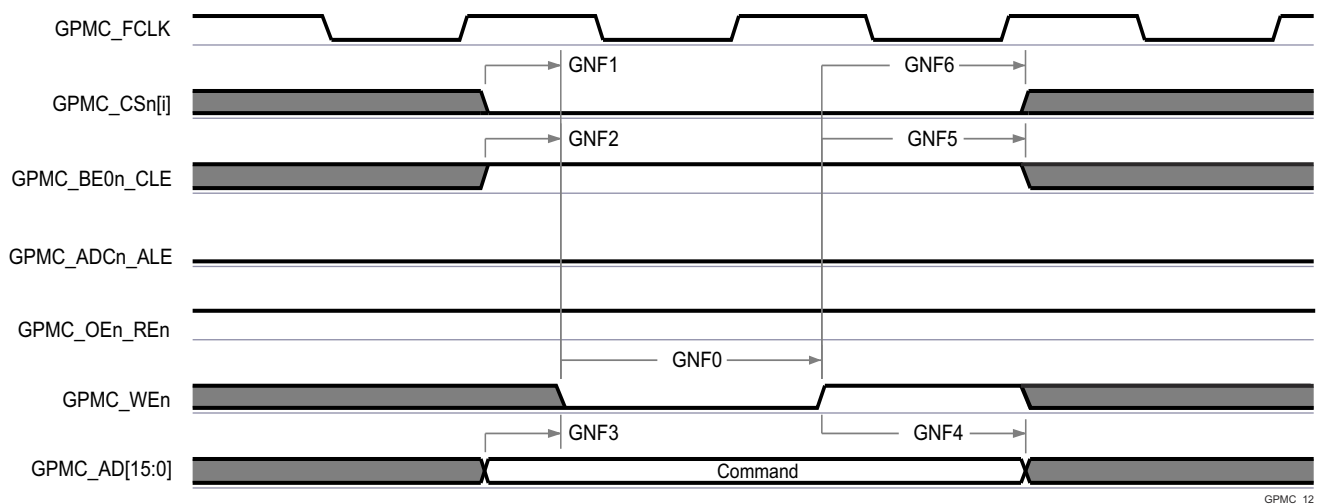 GPMC_FCLK
GNF1
GNF6
GPMC_CSn[i]
GNF2
GNF5
GPMC_BE0n_CLE
GPMC_ADCn_ALE
GPMC_OEn_REn
GNF0
GPMC_WEn
GNF3
GNF4
GPMC_AD[15:0]
Command
GPMC_12